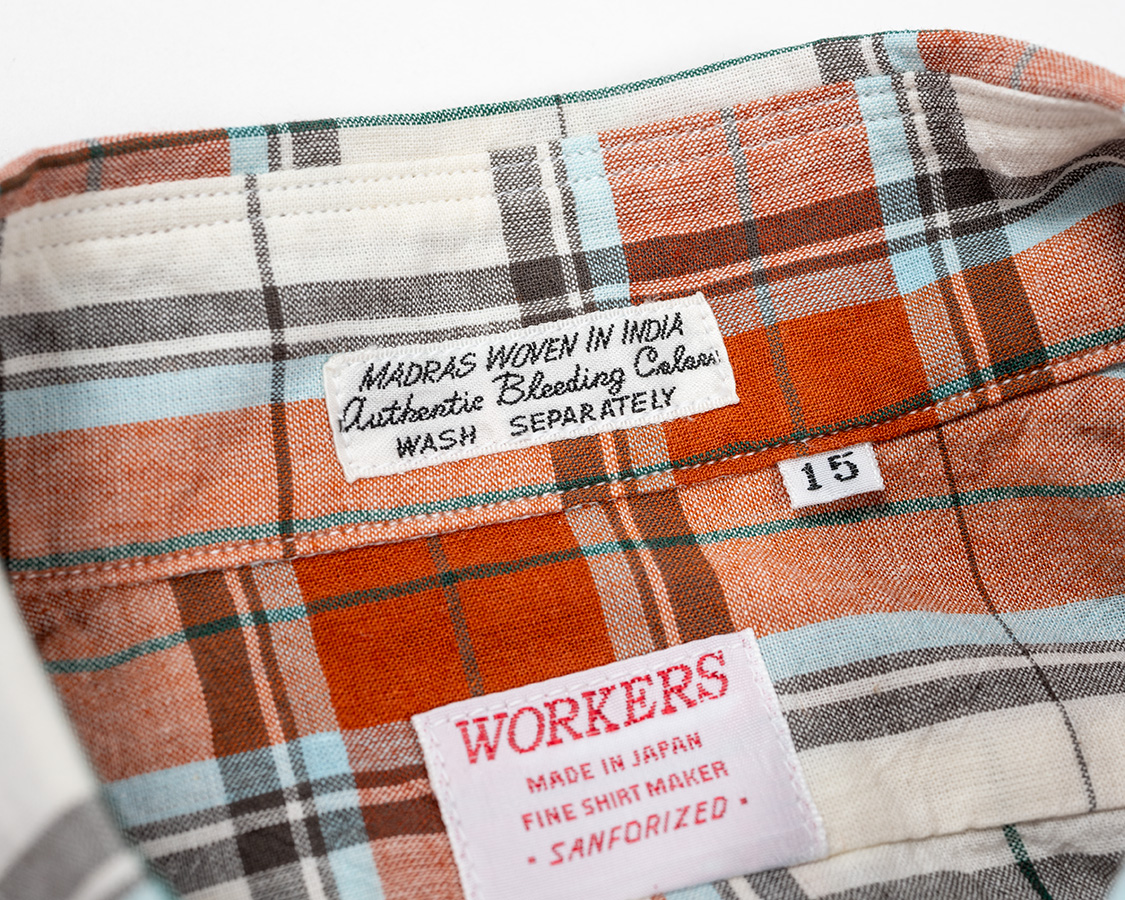 MADRAS WOVEN IN INDIA
Authentic Bleeding Colors
WASH SEPARATELY
15
WORKERS
MADE IN JAPAN
FINE SHIRT MAKER
• SANFORIZED •